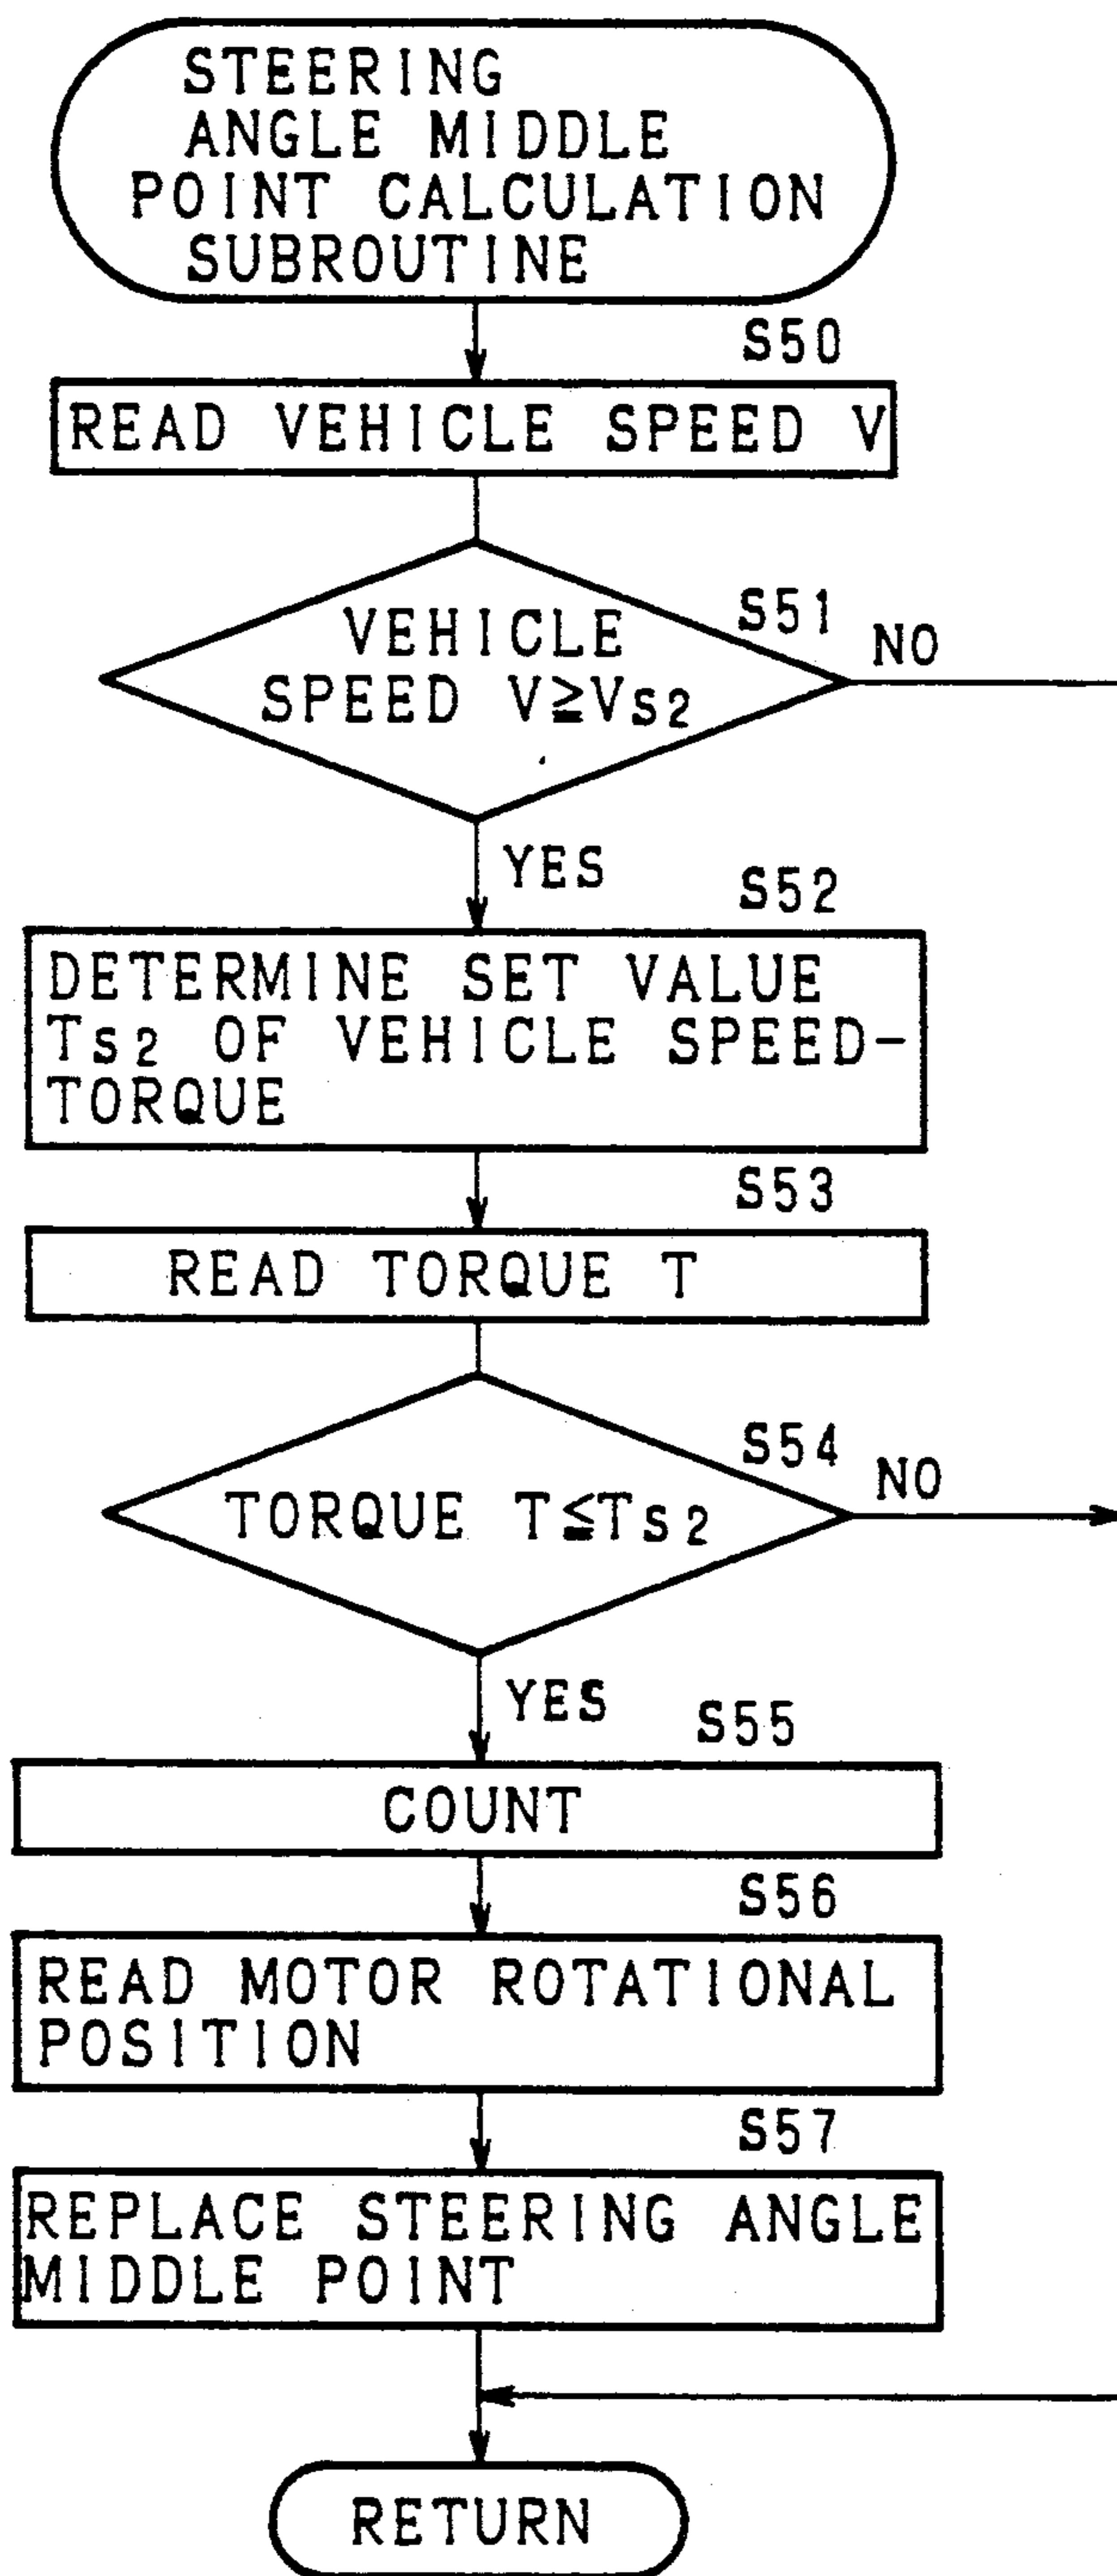 STEERING
ANGLE MIDDLE
POINT CALCULATION
SUBROUTINE
S50
READ VEHICLE SPEED V
S51
NO
VEHICLE
SPEED V≧Vs2
YES
S52
DETERMINE SET VALUE
Ts2 OF VEHICLE SPEED-
TORQUE
S53
READ TORQUE T
S54
NO
TORQUE T≦Ts2
YES
S55
COUNT
S56
READ MOTOR ROTATIONAL
POSITION
S57
REPLACE STEERING ANGLE
MIDDLE POINT
RETURN